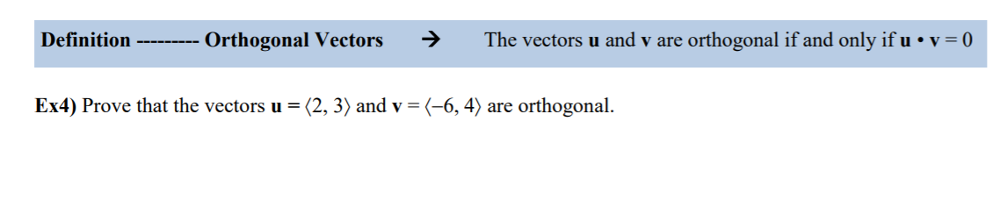 Definition --------- Orthogonal Vectors → The vectors u and v are orthogonal if and only if u • v = 0
Ex4) Prove that the vectors u = ⟨2, 3⟩ and v = ⟨−6, 4⟩ are orthogonal.